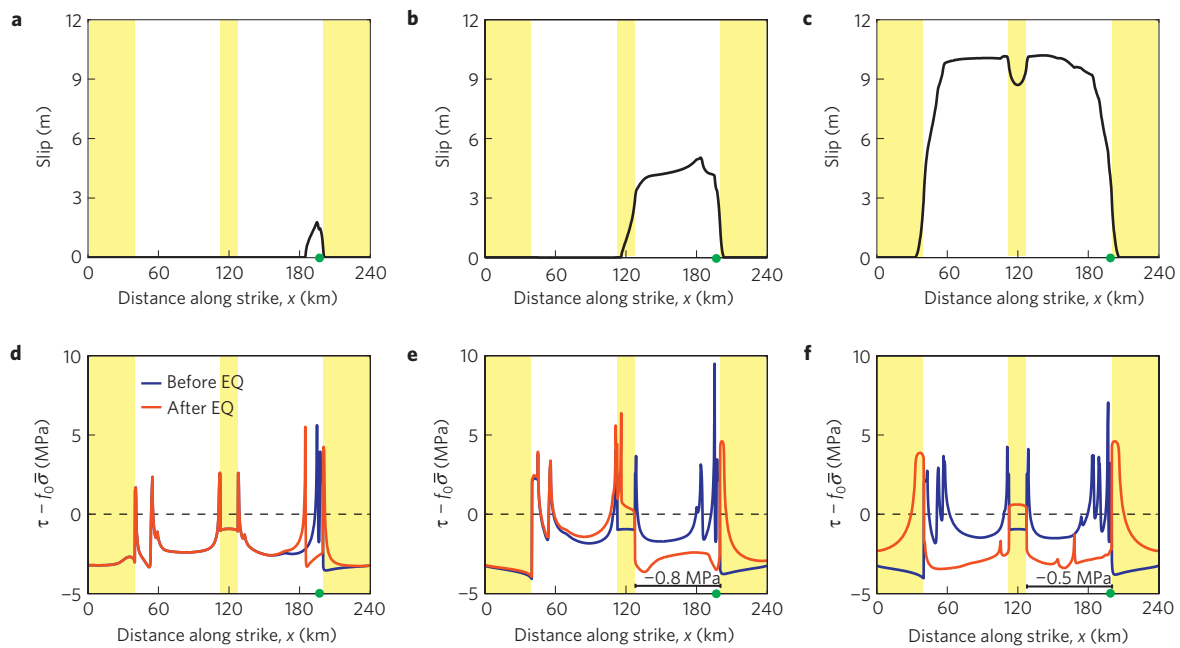 a
b
c
12
9
6
3
0
Slip (m)
0 60 120 180 240
Distance along strike, x (km)
12
9
6
3
0
Slip (m)
0 60 120 180 240
Distance along strike, x (km)
12
9
6
3
0
Slip (m)
0 60 120 180 240
Distance along strike, x (km)
d
e
f
10
5
0
−5
τ − f₀σ̅ (MPa)
Before EQ
After EQ
0 60 120 180 240
Distance along strike, x (km)
10
5
0
−5
τ − f₀σ̅ (MPa)
−0.8 MPa
0 60 120 180 240
Distance along strike, x (km)
10
5
0
−5
τ − f₀σ̅ (MPa)
−0.5 MPa
0 60 120 180 240
Distance along strike, x (km)